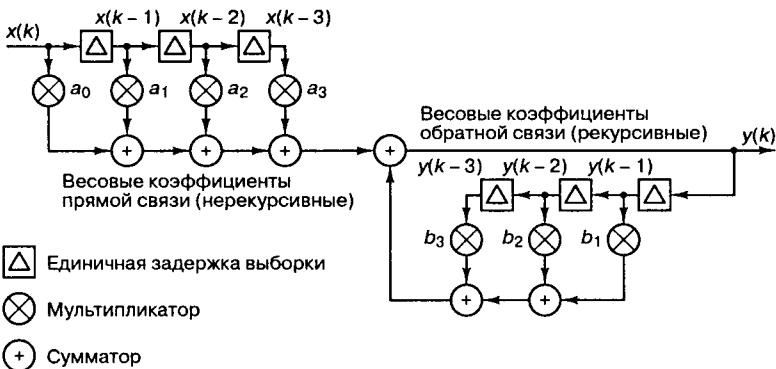 x(k)
x(k – 1) x(k – 2) x(k – 3)
a0 a1 a2 a3
Весовые коэффициенты
прямой связи (нерекурсивные)
Весовые коэффициенты
обратной связи (рекурсивные)
y(k)
y(k – 3) y(k – 2) y(k – 1)
b3 b2 b1
Единичная задержка выборки
Мультипликатор
Сумматор